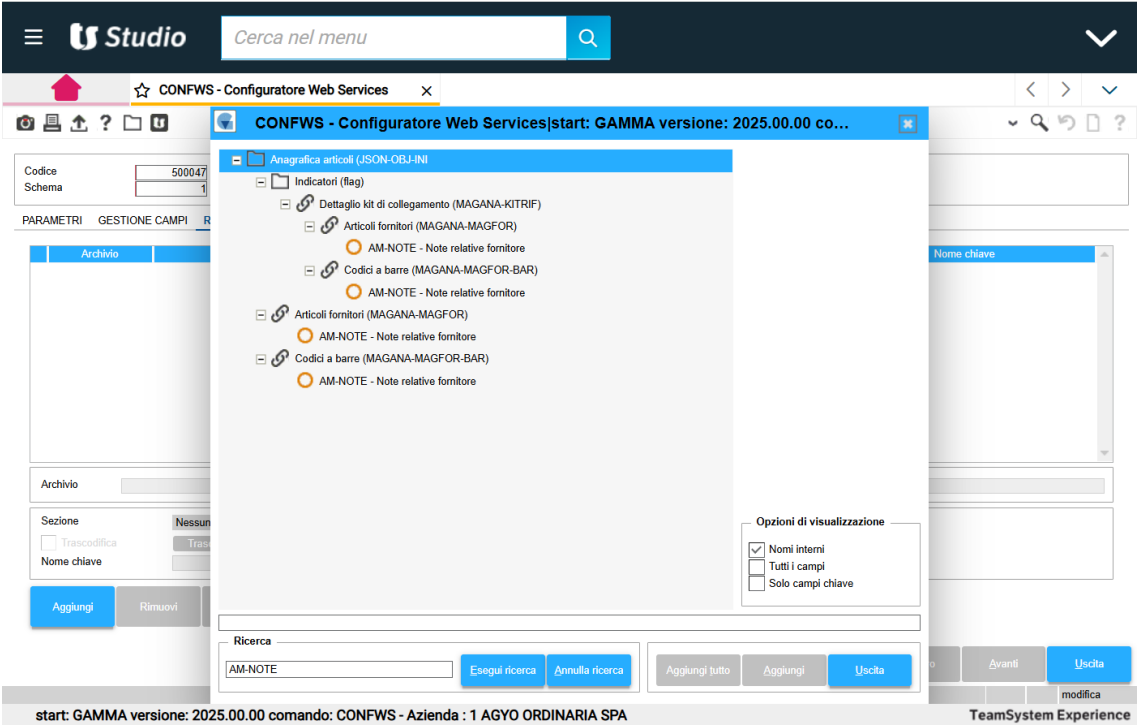 Studio
Cerca nel menu
CONFWS - Configuratore Web Services
CONFWS - Configuratore Web Services|start: GAMMA versione: 2025.00.00 co...
Codice 500047
Schema 1
PARAMETRI GESTIONE CAMPI R
Archivio
Nome chiave
Anagrafica articoli (JSON-OBJ-INI
Indicatori (flag)
Dettaglio kit di collegamento (MAGANA-KITRIF)
Articoli fornitori (MAGANA-MAGFOR)
AM-NOTE - Note relative fornitore
Codici a barre (MAGANA-MAGFOR-BAR)
AM-NOTE - Note relative fornitore
Articoli fornitori (MAGANA-MAGFOR)
AM-NOTE - Note relative fornitore
Codici a barre (MAGANA-MAGFOR-BAR)
AM-NOTE - Note relative fornitore
Archivio
Sezione Nessun
Trascodifica Tras
Nome chiave
Aggiungi Rimuovi
Opzioni di visualizzazione
Nomi interni
Tutti i campi
Solo campi chiave
Ricerca
AM-NOTE
Esegui ricerca Annulla ricerca
Aggiungi tutto Aggiungi Uscita
o Avanti Uscita
modifica
start: GAMMA versione: 2025.00.00 comando: CONFWS - Azienda : 1 AGYO ORDINARIA SPA
TeamSystem Experience